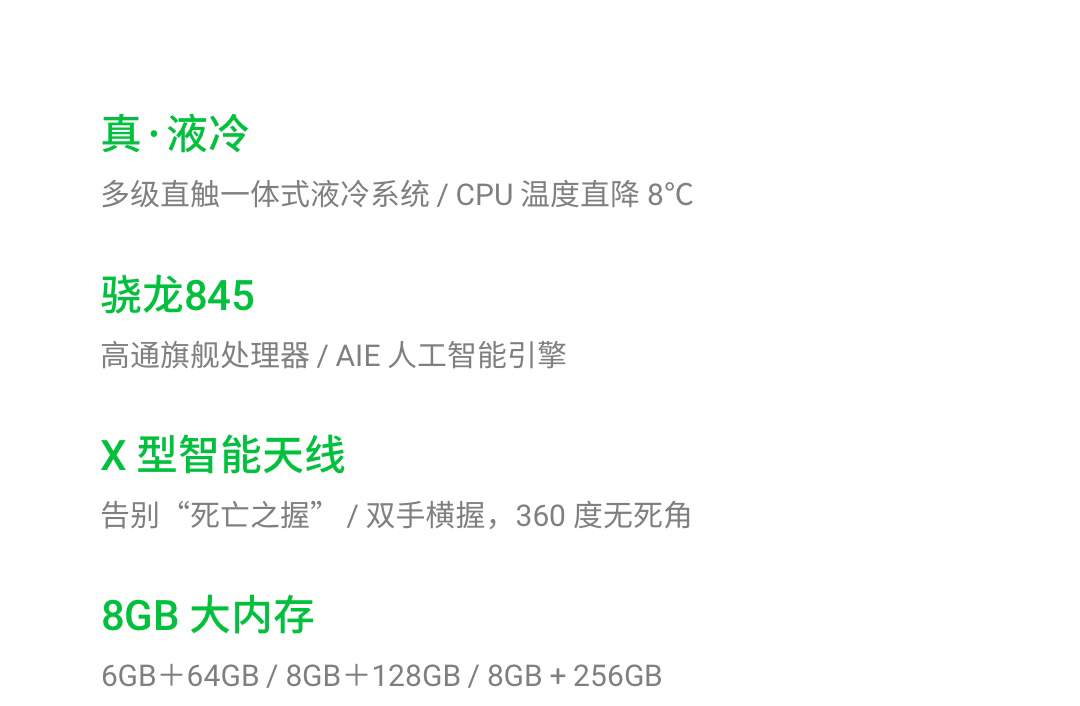 真·液冷
多级直触一体式液冷系统 / CPU 温度直降 8℃
骁龙845
高通旗舰处理器 / AIE 人工智能引擎
X 型智能天线
告别“死亡之握” / 双手横握，360 度无死角
8GB 大内存
6GB＋64GB / 8GB＋128GB / 8GB + 256GB